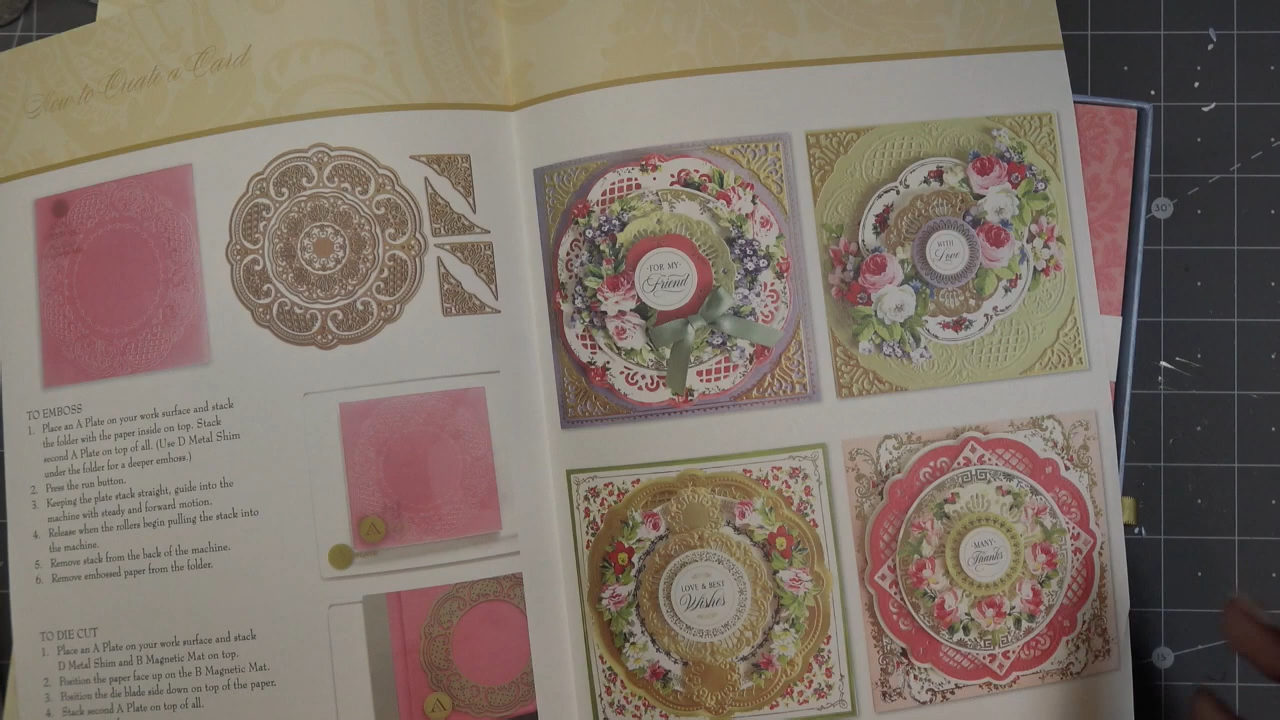 How to Create a Card
TO EMBOSS
1. Place an A Plate on your work surface and stack
the folder with the paper inside on top. Stack
second A Plate on top of all. (Use D Metal Shim
under the folder for a deeper emboss.)
2. Press the run button.
3. Keeping the plate stack straight, guide into the
machine with steady and forward motion.
4. Release when the rollers begin pulling the stack into
the machine.
5. Remove stack from the back of the machine.
6. Remove embossed paper from the folder.
TO DIE CUT
1. Place an A Plate on your work surface and stack
D Metal Shim and B Magnetic Mat on top.
2. Position the paper face up on the B Magnetic Mat.
3. Position the die blade side down on top of the paper.
4. Stack second A Plate on top of all.
A
A
·FOR MY·
Friend
WITH
Love
LOVE & BEST
Wishes
MANY
Thanks
30°
15